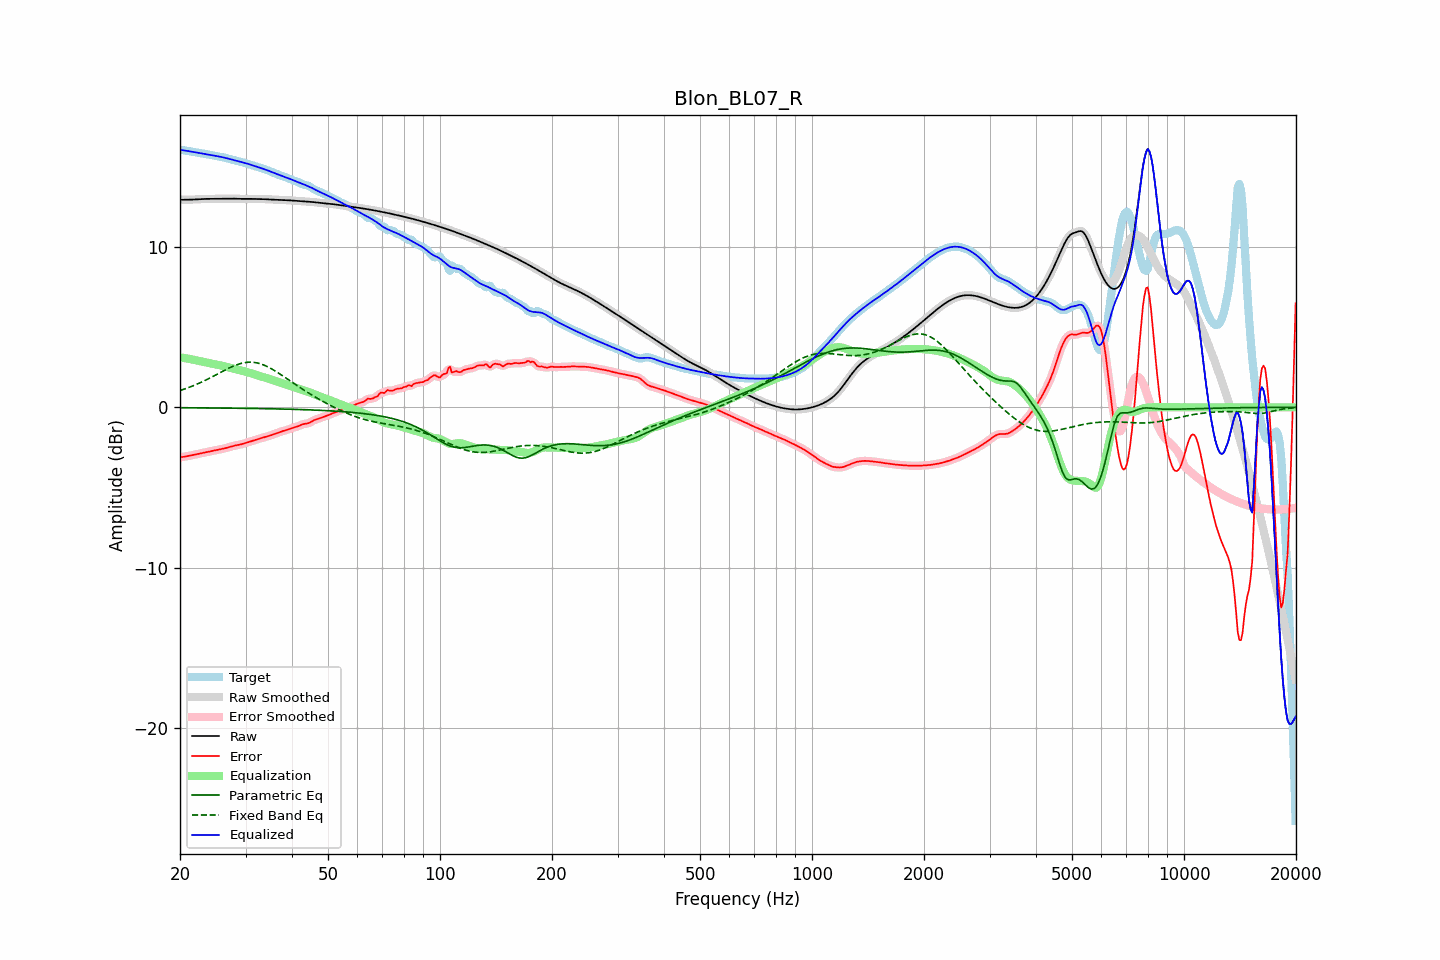 Blon_BL07_R
Amplitude (dBr)
10
0
−10
−20
Target
Raw Smoothed
Error Smoothed
Raw
Error
Equalization
Parametric Eq
Fixed Band Eq
Equalized
20 50 100 200 500 1000 2000 5000 10000 20000
Frequency (Hz)